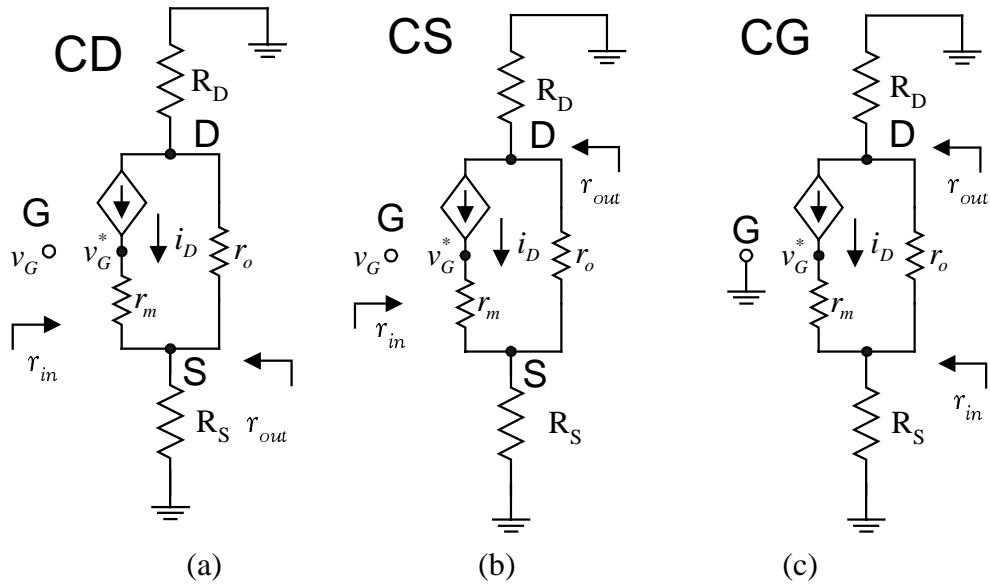 CD
R_D
D
G
v_G
v_G^*
i_D
r_o
r_m
r_in
S
R_S
r_out
(a)
CS
R_D
D
r_out
G
v_G
v_G^*
i_D
r_o
r_m
r_in
S
R_S
(b)
CG
R_D
r_out
G
v_G^*
i_D
r_o
r_m
r_in
R_S
(c)